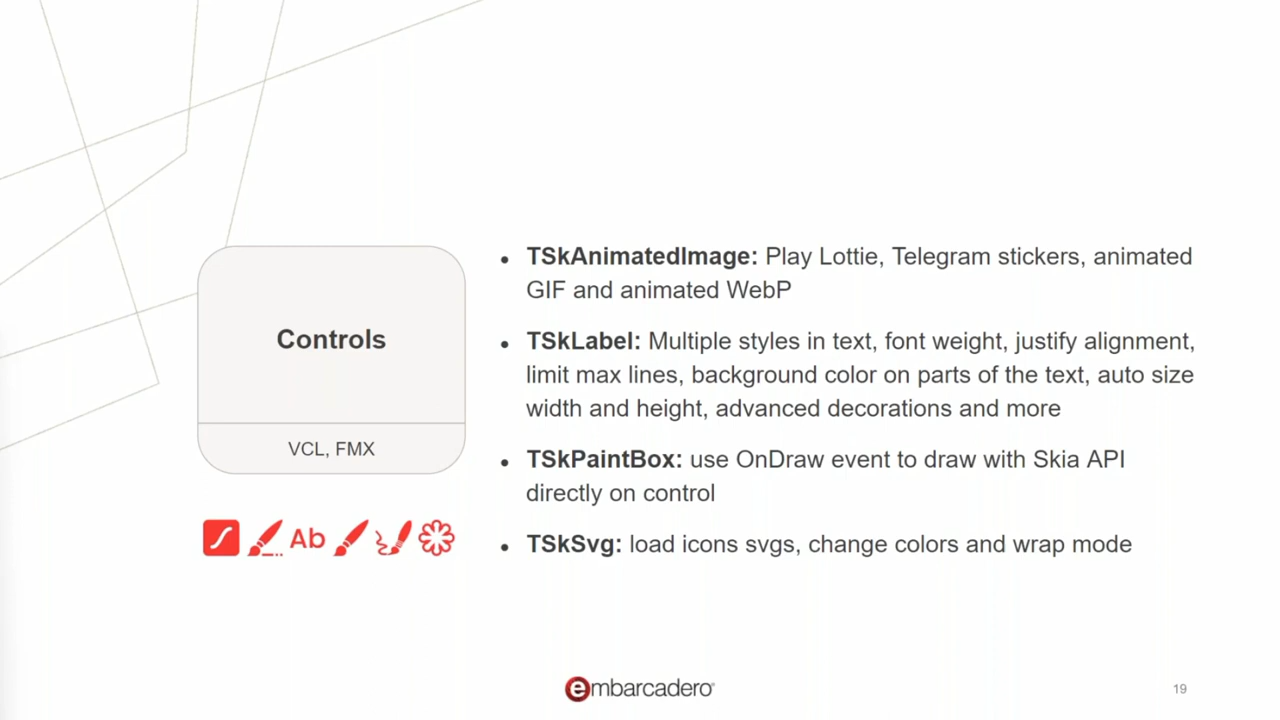 Controls
VCL, FMX
Ab
• TSkAnimatedImage: Play Lottie, Telegram stickers, animated
GIF and animated WebP
• TSkLabel: Multiple styles in text, font weight, justify alignment,
limit max lines, background color on parts of the text, auto size
width and height, advanced decorations and more
• TSkPaintBox: use OnDraw event to draw with Skia API
directly on control
• TSkSvg: load icons svgs, change colors and wrap mode
embarcadero®
19